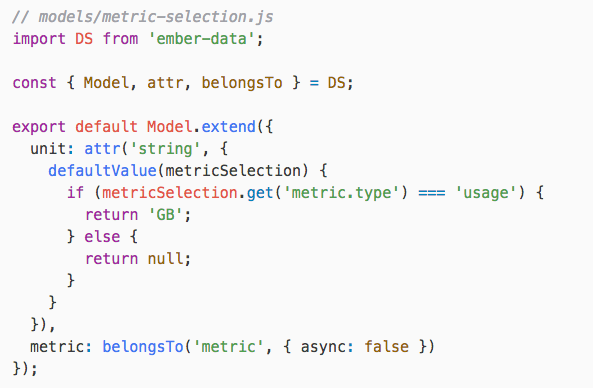 // models/metric-selection.js
import DS from 'ember-data';

const { Model, attr, belongsTo } = DS;

export default Model.extend({
  unit: attr('string', {
    defaultValue(metricSelection) {
      if (metricSelection.get('metric.type') === 'usage') {
        return 'GB';
      } else {
        return null;
      }
    }
  }),
  metric: belongsTo('metric', { async: false })
});